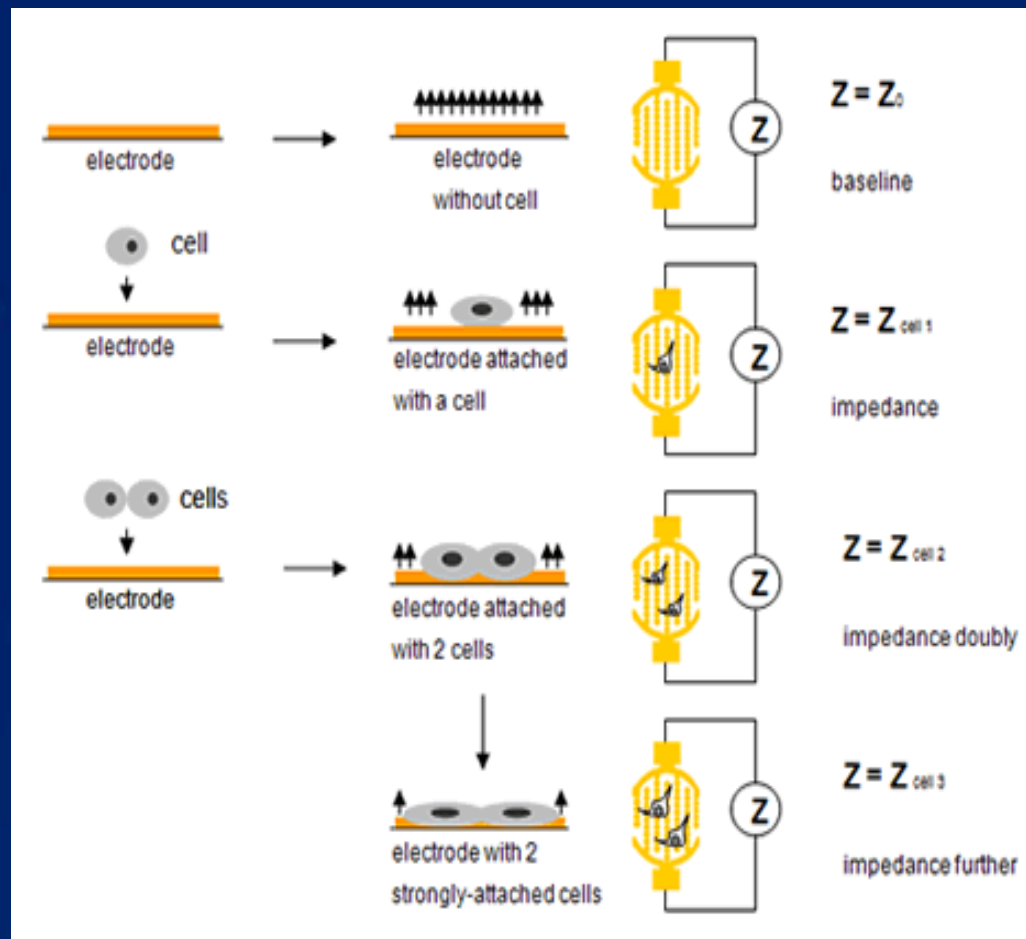 electrode
electrode
without cell
Z
Z = Z0
baseline
cell
electrode
electrode attached
with a cell
Z
Z = Z cell 1
impedance
cells
electrode
electrode attached
with 2 cells
Z
Z = Z cell 2
impedance doubly
electrode with 2
strongly-attached cells
Z
Z = Z cell 3
impedance further